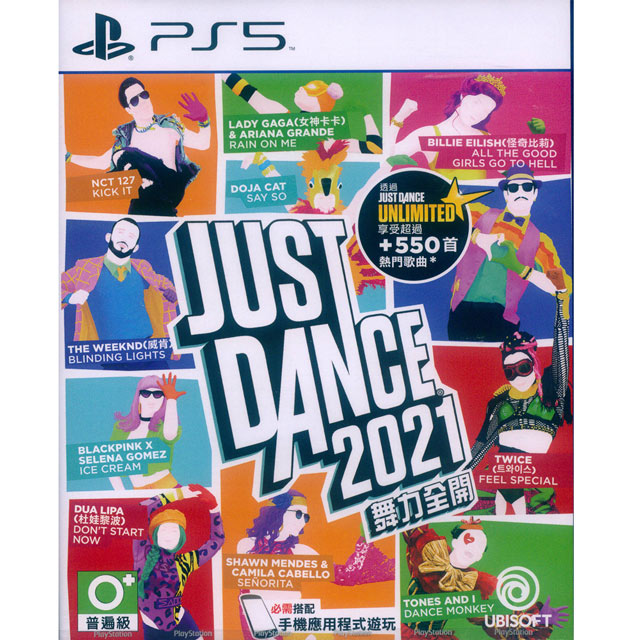 PS5™
NCT 127
KICK IT
LADY GAGA(女神卡卡)
& ARIANA GRANDE
RAIN ON ME
BILLIE EILISH(怪奇比莉)
ALL THE GOOD
GIRLS GO TO HELL
DOJA CAT
SAY SO
透過
JUST DANCE
UNLIMITED
享受超過
+550首
熱門歌曲*
THE WEEKND(威肯)
BLINDING LIGHTS
JUST
DANCE®
2021
舞力全開
BLACKPINK X
SELENA GOMEZ
ICE CREAM
TWICE
(트와이스)
FEEL SPECIAL
DUA LIPA
(杜娃黎波)
DON'T START
NOW
SHAWN MENDES &
CAMILA CABELLO
SEÑORITA
TONES AND I
DANCE MONKEY
0+
普遍級
必需搭配
手機應用程式遊玩
UBISOFT
PlayStation
PlayStation
PlayStation
PlayStation
PlayStation